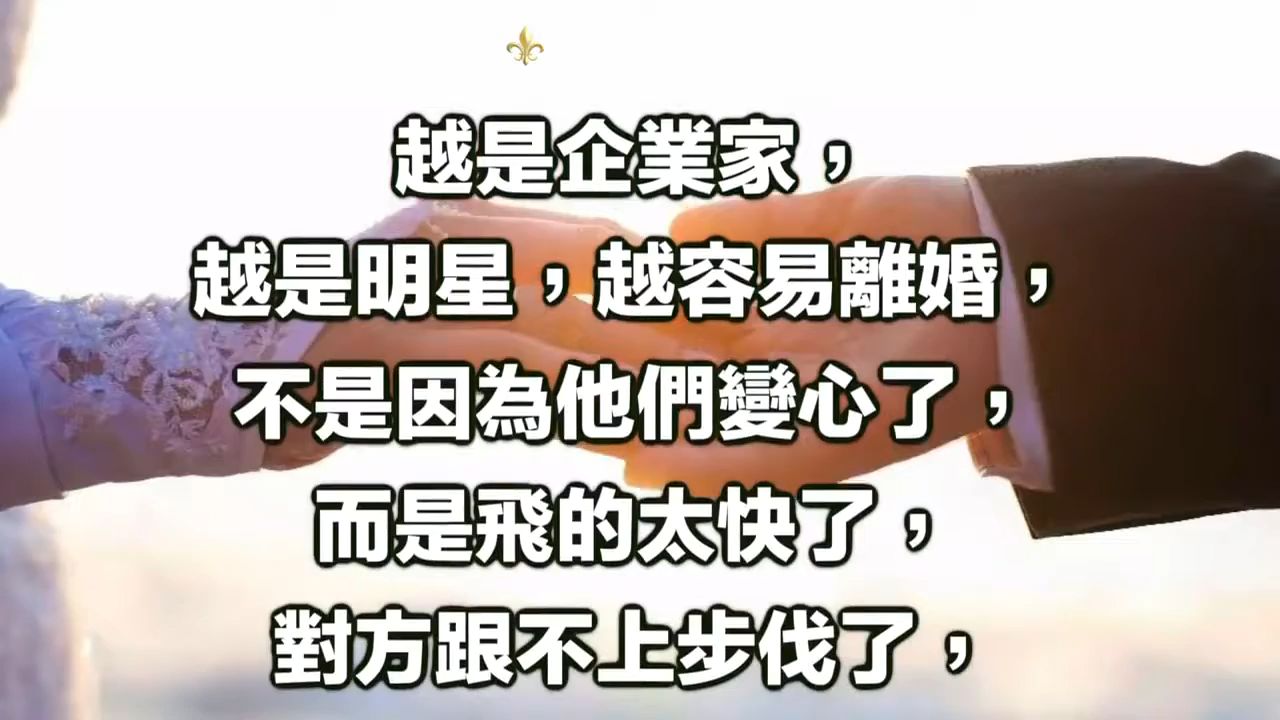 越是企業家，
越是明星，越容易離婚，
不是因為他們變心了，
而是飛的太快了，
對方跟不上步伐了，